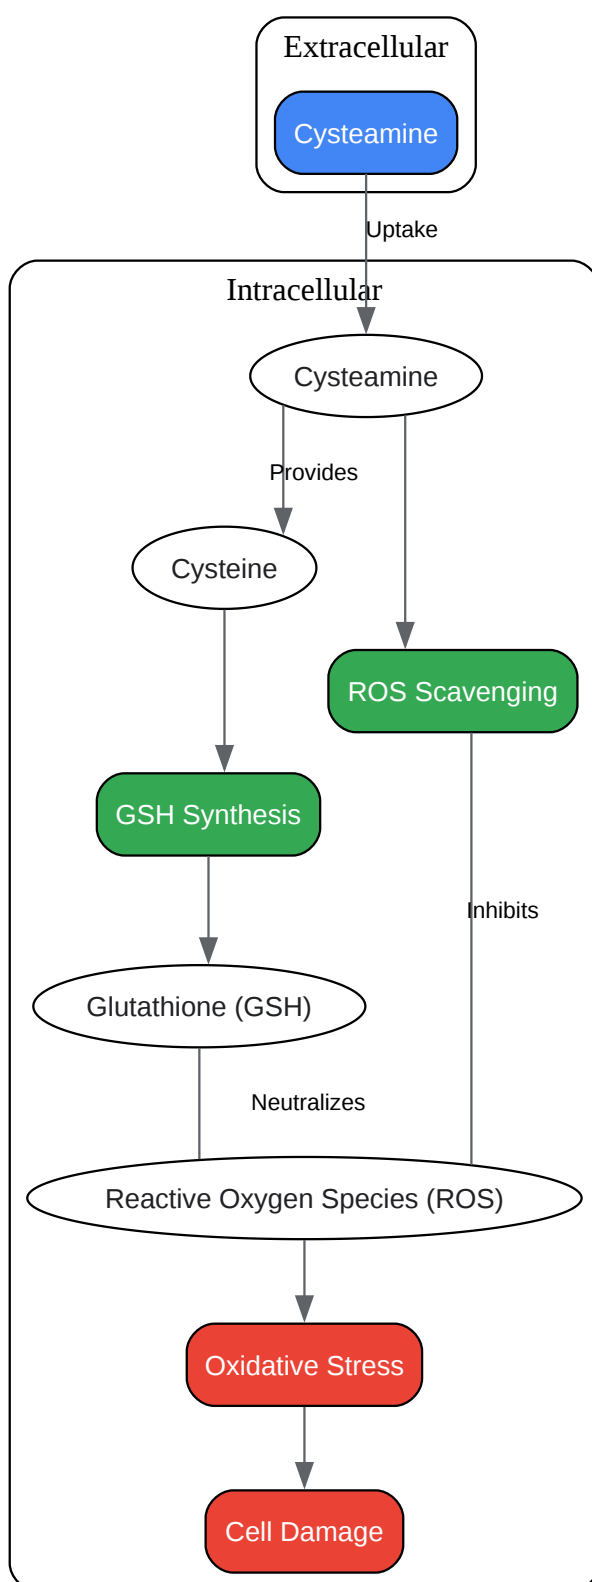 Extracellular
Cysteamine
Uptake
Intracellular
Cysteamine
Provides
Cysteine
ROS Scavenging
GSH Synthesis
Inhibits
Glutathione (GSH)
Neutralizes
Reactive Oxygen Species (ROS)
Oxidative Stress
Cell Damage